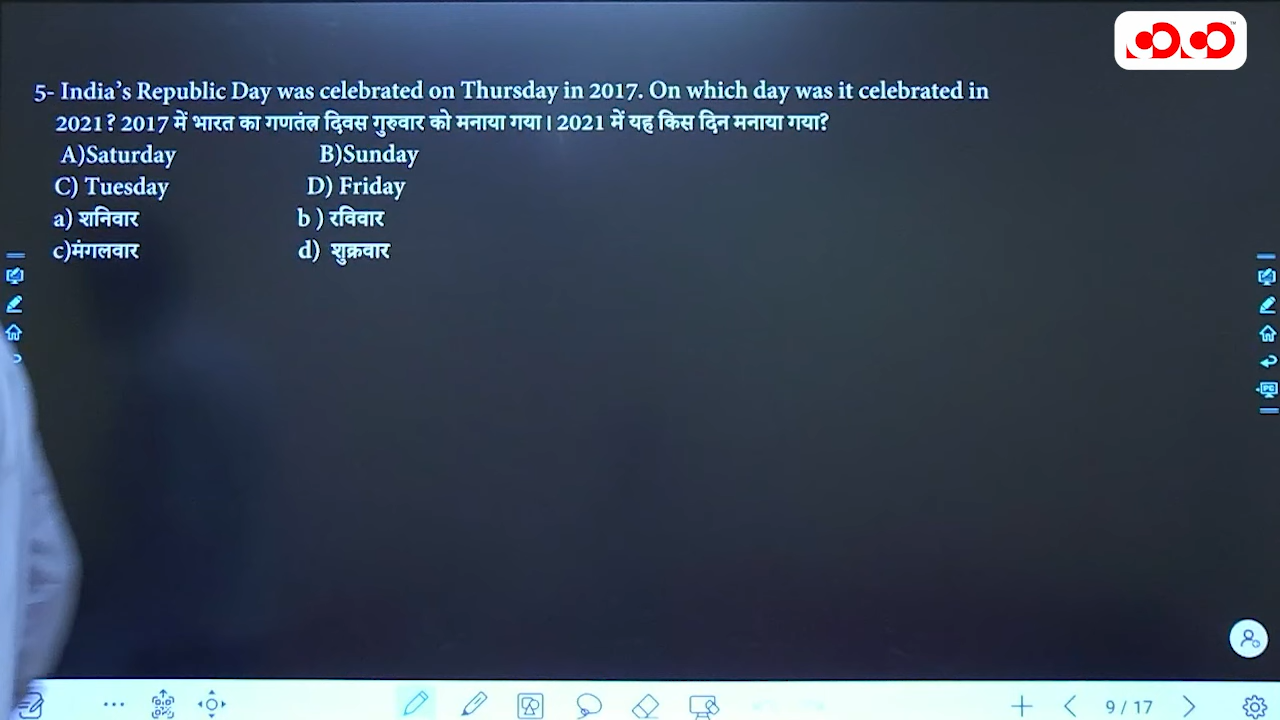 5- India's Republic Day was celebrated on Thursday in 2017. On which day was it celebrated in
2021? 2017 में भारत का गणतंत्र दिवस गुरुवार को मनाया गया। 2021 में यह किस दिन मनाया गया?
A)Saturday B)Sunday
C) Tuesday D) Friday
a) शनिवार b ) रविवार
c)मंगलवार d) शुक्रवार
PC
9 / 17